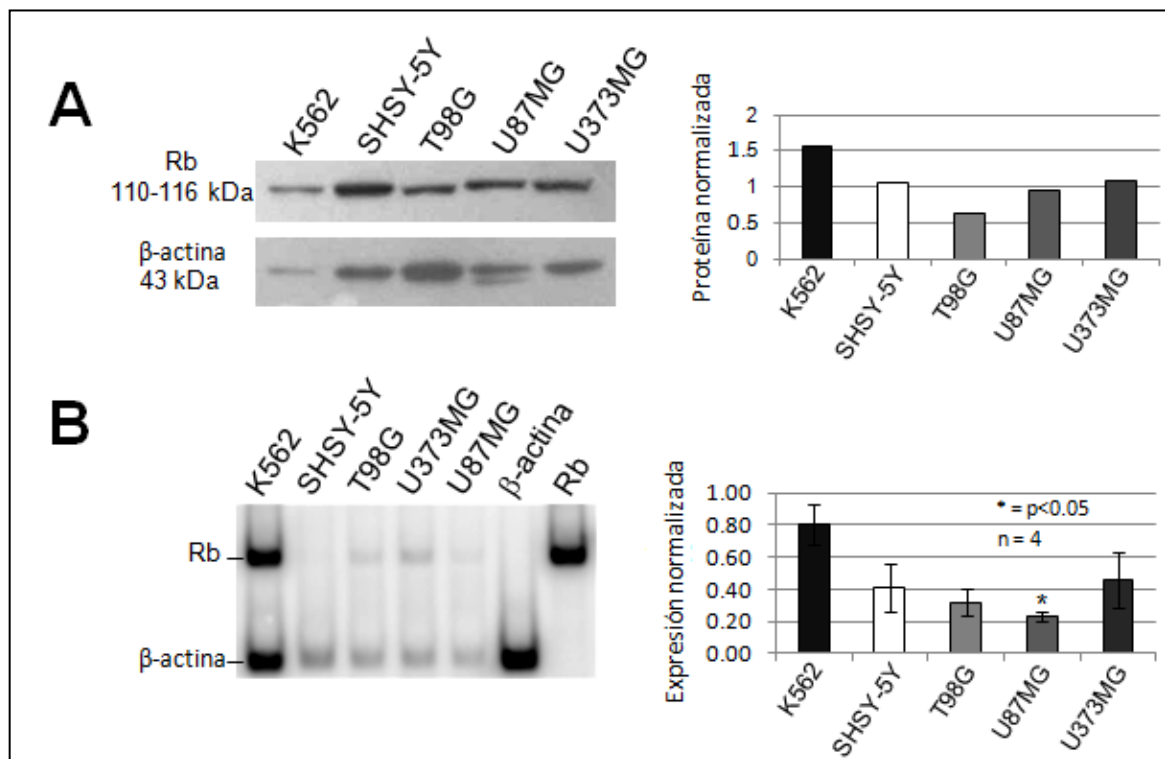 A
K562
SHSY-5Y
T98G
U87MG
U373MG
Rb
110-116 kDa
β-actina
43 kDa
Proteína normalizada
2
1.5
1
0.5
0
K562
SHSY-5Y
T98G
U87MG
U373MG
B
K562
SHSY-5Y
T98G
U373MG
U87MG
β-actina
Rb
Rb
β-actina
Expresión normalizada
1.00
0.80
0.60
0.40
0.20
0.00
* = p<0.05
n = 4
*
K562
SHSY-5Y
T98G
U87MG
U373MG